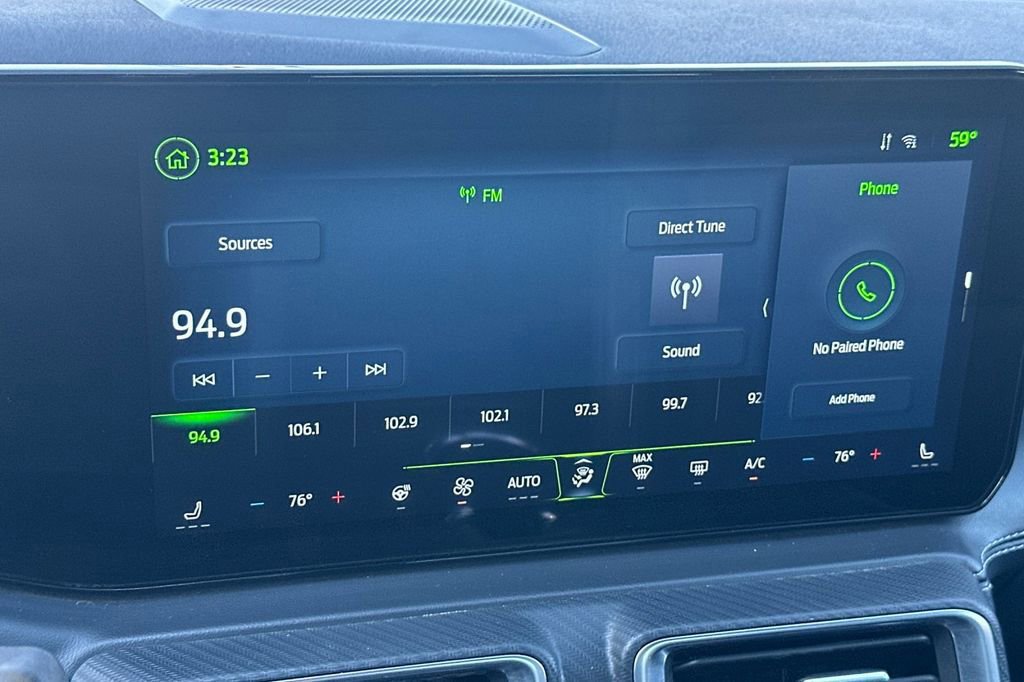 3:23
59°
FM
Phone
Sources
Direct Tune
94.9
Sound
No Paired Phone
Add Phone
94.9 106.1 102.9 102.1 97.3 99.7 92
76° AUTO MAX A/C 76°